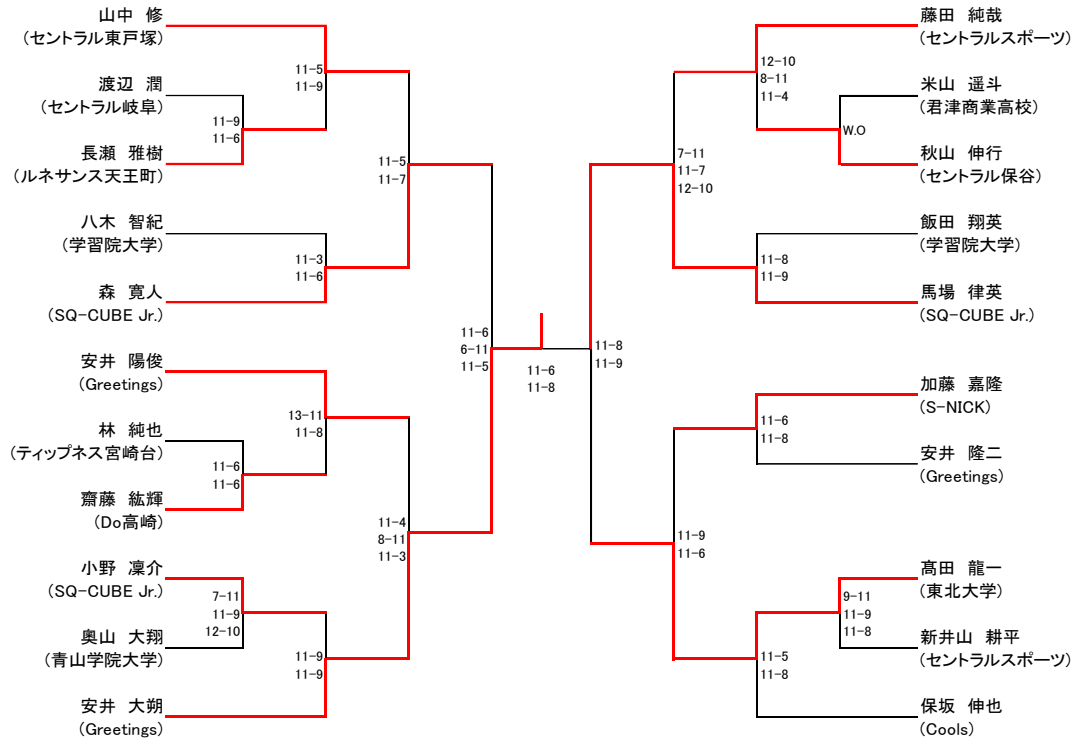 山中 修
(セントラル東戸塚)
渡辺 潤
(セントラル岐阜)
長瀬 雅樹
(ルネサンス天王町)
八木 智紀
(学習院大学)
森 寛人
(SQ-CUBE Jr.)
安井 陽俊
(Greetings)
林 純也
(ティップネス宮崎台)
齋藤 紘輝
(Do高崎)
小野 凜介
(SQ-CUBE Jr.)
奥山 大翔
(青山学院大学)
安井 大朔
(Greetings)
11-9
11-6
11-6
11-6
7-11
11-9
12-10
11-5
11-9
11-3
11-6
13-11
11-8
11-9
11-9
11-5
11-7
11-4
8-11
11-3
11-6
6-11
11-5
11-6
11-8
11-8
11-9
7-11
11-7
12-10
11-9
11-6
12-10
8-11
11-4
11-8
11-9
11-6
11-8
11-5
11-8
W.O
9-11
11-9
11-8
藤田 純哉
(セントラルスポーツ)
米山 遥斗
(君津商業高校)
秋山 伸行
(セントラル保谷)
飯田 翔英
(学習院大学)
馬場 律英
(SQ-CUBE Jr.)
加藤 嘉隆
(S-NICK)
安井 隆二
(Greetings)
髙田 龍一
(東北大学)
新井山 耕平
(セントラルスポーツ)
保坂 伸也
(Cools)